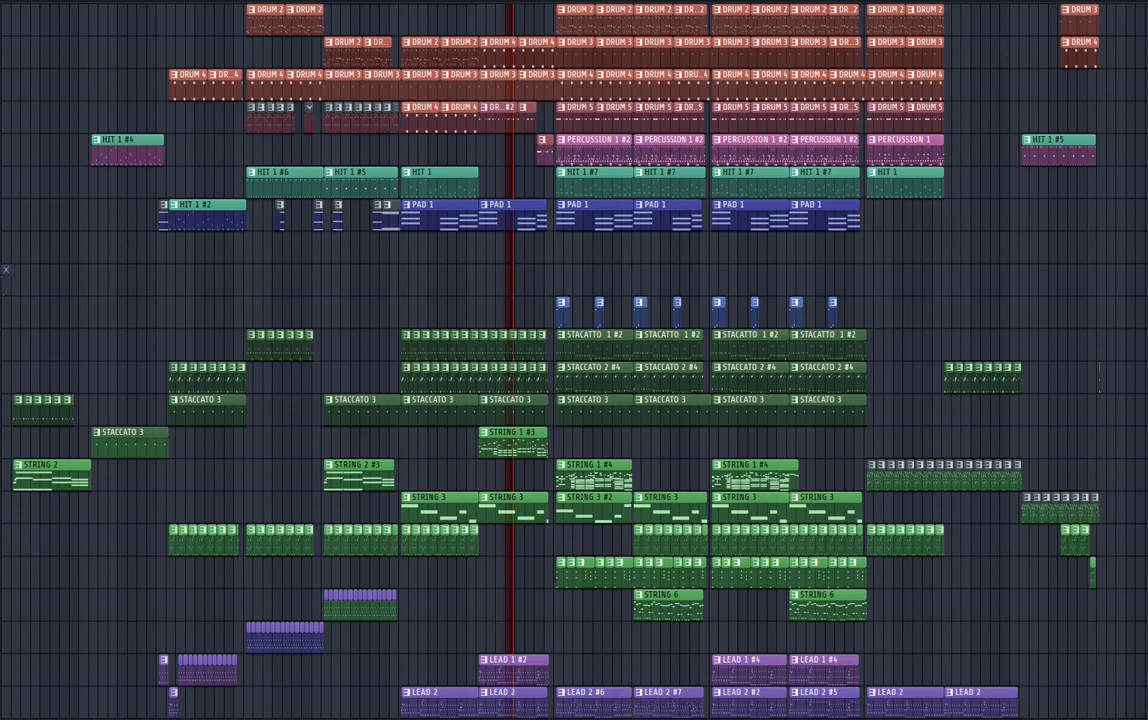 DRUM 2 DRUM 2 DRUM 2 DRUM 2 DRUM 2 DR..2 DRUM 2 DRUM 2 DRUM 2 DR..2 DRUM 2 DRUM 2 DRUM 3
DRUM 2 DR.. DRUM 2 DRUM 2 DRUM 4 DRUM 4 DRUM 3 DRUM 3 DRUM 3 DRUM 3 DRUM 3 DRUM 3 DRUM 3 DR..3 DRUM 3 DRUM 3 DRUM 4
DRUM 4 DR..4 DRUM 4 DRUM 4 DRUM 3 DRUM 3 DRUM 3 DRUM 3 DRUM 3 DRUM 3 DRUM 4 DRUM 4 DRUM 4 DRU..4 DRUM 4 DRUM 4 DRUM 4 DRUM 4 DRUM 4 DRUM 4
DRUM 4 DRUM 4 DR..#2 DRUM 5 DRUM 5 DRUM 5 DR..5 DRUM 5 DRUM 5 DRUM 5 DR..5 DRUM 5 DRUM 5
HIT 1 #4 PERCUSSION 1 #2 PERCUSSION 1 #2 PERCUSSION 1 #2 PERCUSSION 1 #2 PERCUSSION 1 HIT 1 #5
HIT 1 #6 HIT 1 #5 HIT 1 HIT 1 #7 HIT 1 #7 HIT 1 #7 HIT 1 #7 HIT 1
HIT 1 #2 PAD 1 PAD 1 PAD 1 PAD 1 PAD 1 PAD 1
X
STACATTO 1 #2 STACATTO 1 #2 STACATTO 1 #2 STACATTO 1 #2
STACCATO 2 #4 STACCATO 2 #4 STACCATO 2 #4 STACCATO 2 #4
STACCATO 3 STACCATO 3 STACCATO 3 STACCATO 3 STACCATO 3 STACCATO 3 STACCATO 3 STACCATO 3
STACCATO 3 STRING 1 #3
STRING 2 STRING 2 #3 STRING 1 #4 STRING 1 #4
STRING 3 STRING 3 STRING 3 #2 STRING 3 STRING 3 STRING 3
STRING 6 STRING 6
LEAD 1 #2 LEAD 1 #4 LEAD 1 #4
LEAD 2 LEAD 2 LEAD 2 #6 LEAD 2 #7 LEAD 2 #2 LEAD 2 #5 LEAD 2 LEAD 2